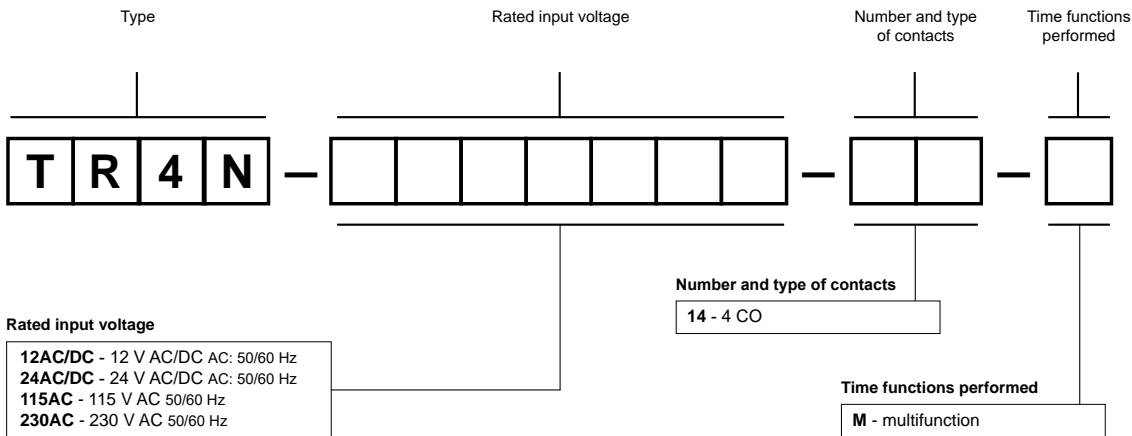 Type
Rated input voltage
Number and type
of contacts
Time functions
performed
TR4N – –  –
Number and type of contacts
14 - 4 CO
Rated input voltage
12AC/DC - 12 V AC/DC AC: 50/60 Hz
24AC/DC - 24 V AC/DC AC: 50/60 Hz
115AC - 115 V AC 50/60 Hz
230AC - 230 V AC 50/60 Hz
Time functions performed
M - multifunction